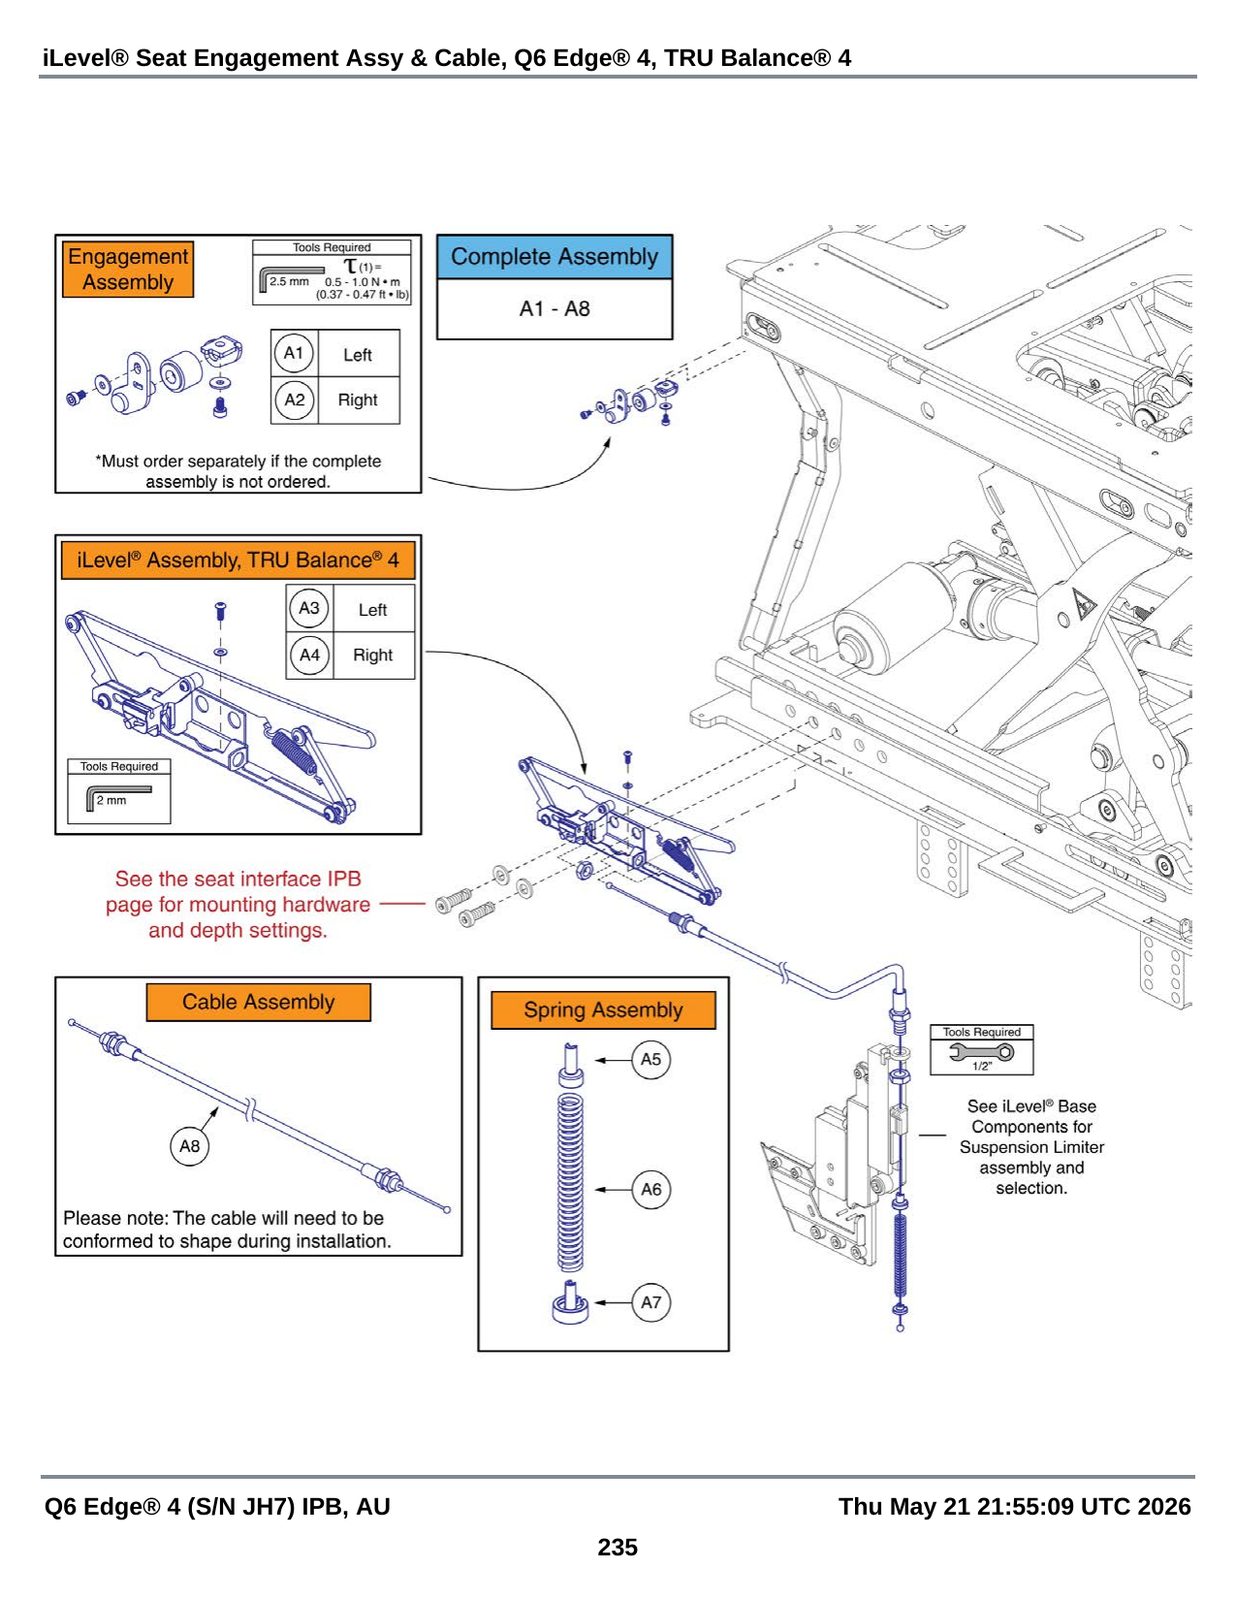 iLevel® Seat Engagement Assy & Cable, Q6 Edge® 4, TRU Balance® 4
Engagement
Assembly
Tools Required
2.5 mm
τ (1) =
0.5 - 1.0 N • m
(0.37 - 0.47 ft • lb)
A1 Left
A2 Right
*Must order separately if the complete
assembly is not ordered.
Complete Assembly
A1 - A8
iLevel® Assembly, TRU Balance® 4
A3 Left
A4 Right
Tools Required
2 mm
See the seat interface IPB
page for mounting hardware
and depth settings.
Cable Assembly
A8
Please note: The cable will need to be
conformed to shape during installation.
Spring Assembly
A5
A6
A7
Tools Required
1/2"
See iLevel® Base
Components for
Suspension Limiter
assembly and
selection.
Q6 Edge® 4 (S/N JH7) IPB, AU
Thu May 21 21:55:09 UTC 2026
235